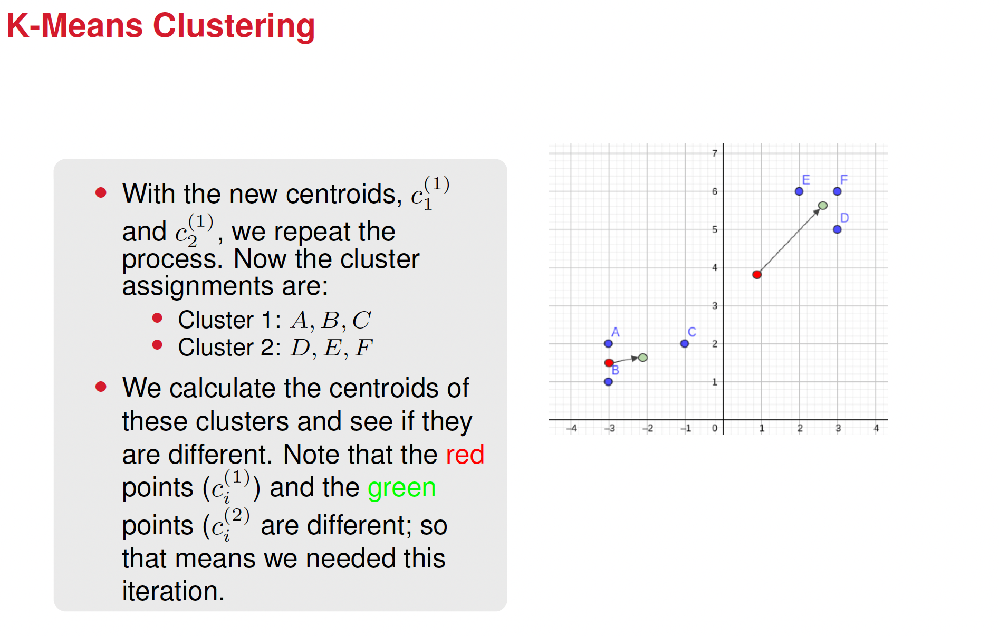 K-Means Clustering
• With the new centroids, $c_1^{(1)}$
and $c_2^{(1)}$, we repeat the
process. Now the cluster
assignments are:
• Cluster 1: $A, B, C$
• Cluster 2: $D, E, F$
• We calculate the centroids of
these clusters and see if they
are different. Note that the red
points ($c_i^{(1)}$) and the green
points ($c_i^{(2)}$ are different; so
that means we needed this
iteration.
7
E F
6
D
5
4
3
A C
2
B
1
–4 –3 –2 –1 0 1 2 3 4